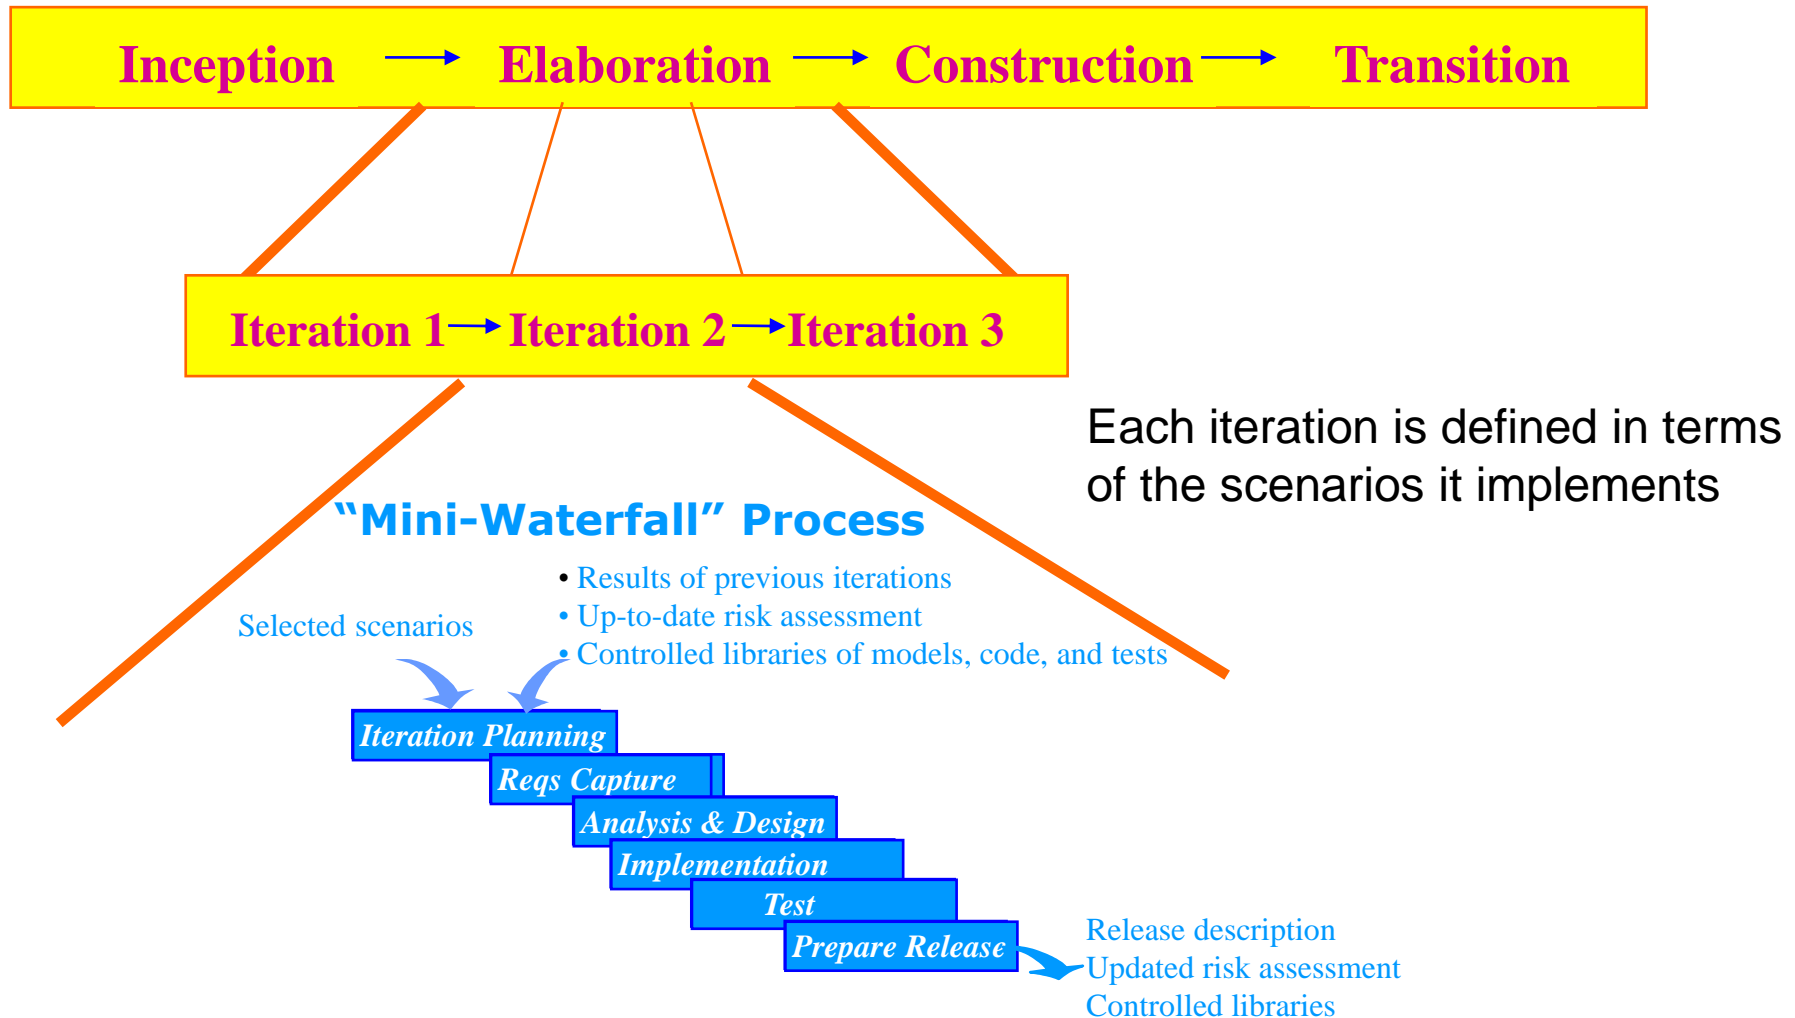 Inception Elaboration Construction Transition
Iteration 1 Iteration 2 Iteration 3
Each iteration is defined in terms
of the scenarios it implements
“Mini-Waterfall” Process
• Results of previous iterations
• Up-to-date risk assessment
• Controlled libraries of models, code, and tests
Selected scenarios
Iteration Planning
Reqs Capture
Analysis & Design
Implementation
Test
Prepare Release
Release description
Updated risk assessment
Controlled libraries